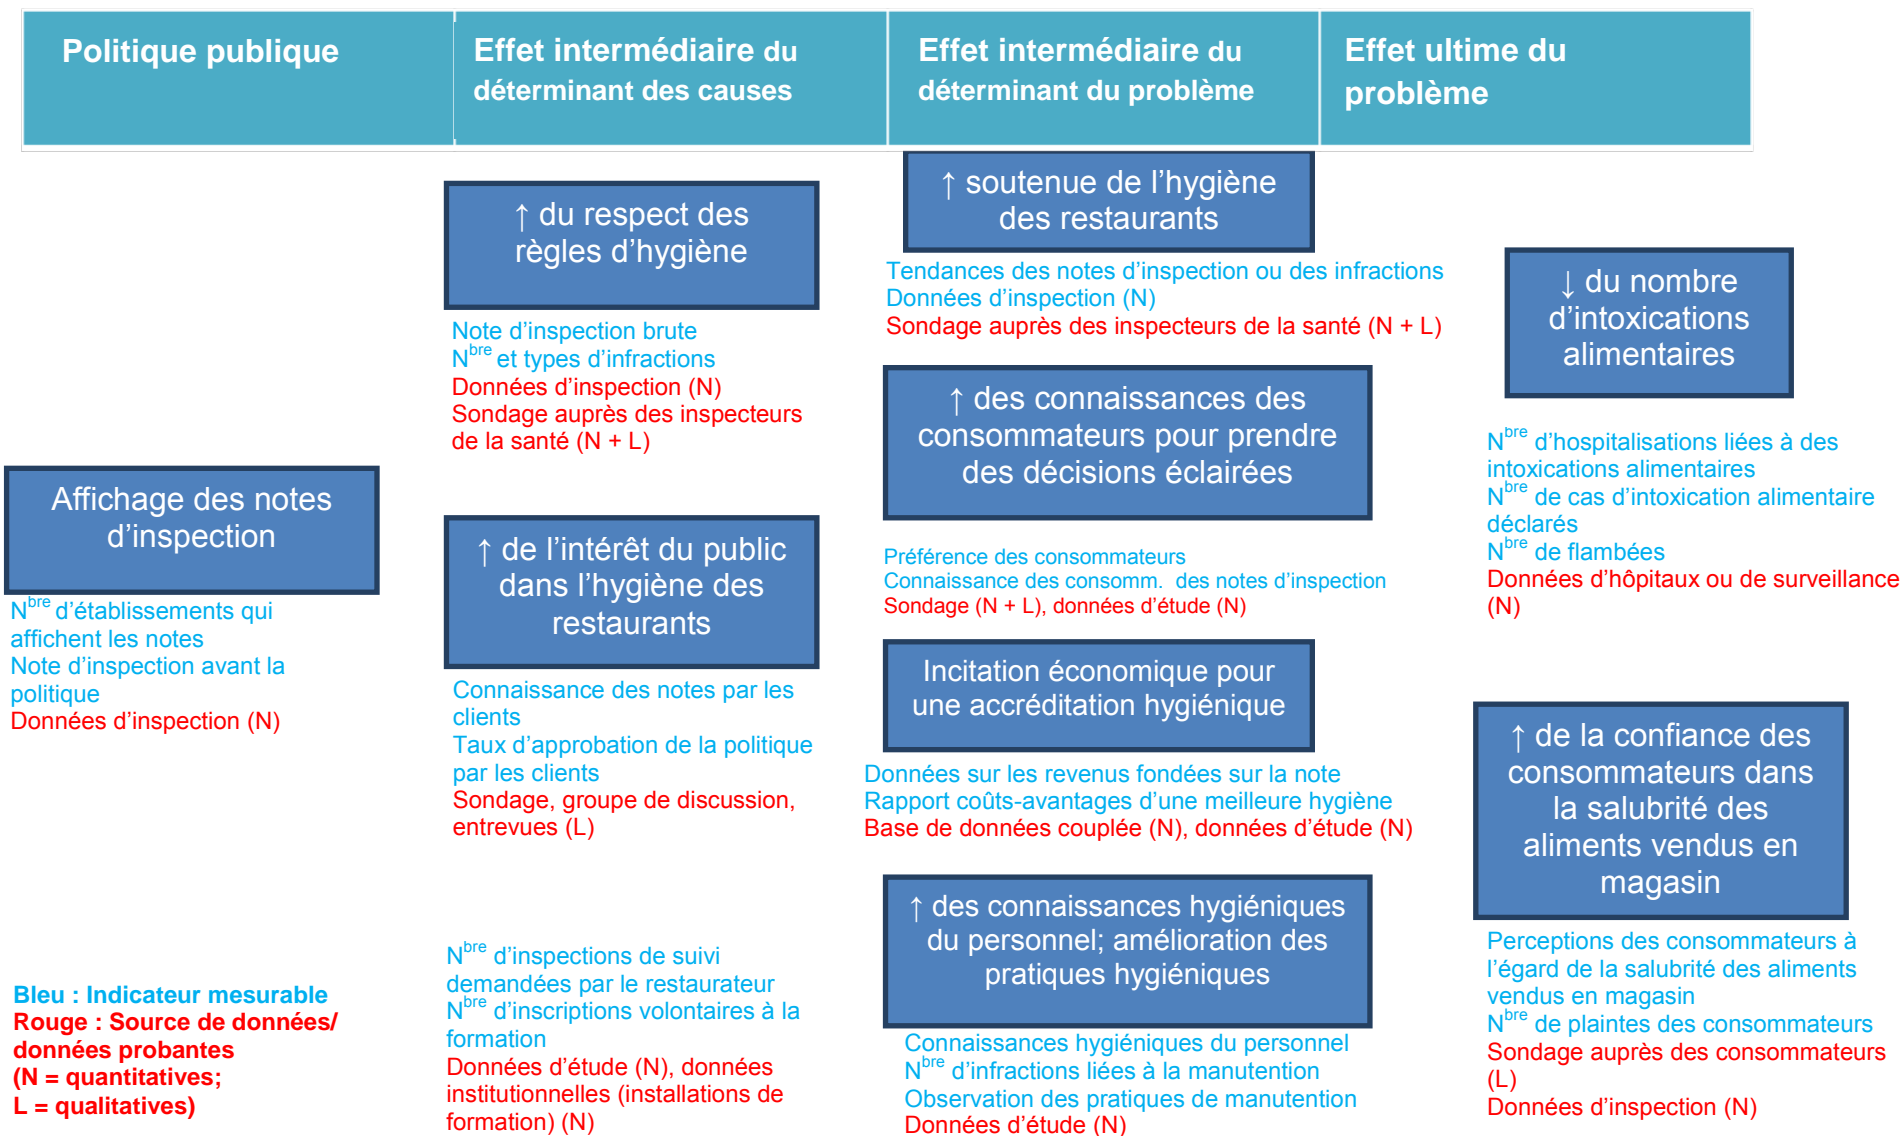 Politique publique
Effet intermédiaire du
déterminant des causes
Effet intermédiaire du
déterminant du problème
Effet ultime du
problème
Affichage des notes
d’inspection
Nbre d’établissements qui
affichent les notes
Note d’inspection avant la
politique
Données d’inspection (N)
Bleu : Indicateur mesurable
Rouge : Source de données/
données probantes
(N = quantitatives;
L = qualitatives)
↑ du respect des
règles d’hygiène
Note d’inspection brute
Nbre et types d’infractions
Données d’inspection (N)
Sondage auprès des inspecteurs
de la santé (N + L)
↑ de l’intérêt du public
dans l’hygiène des
restaurants
Connaissance des notes par les
clients
Taux d’approbation de la politique
par les clients
Sondage, groupe de discussion,
entrevues (L)
Nbre d’inspections de suivi
demandées par le restaurateur
Nbre d’inscriptions volontaires à la
formation
Données d’étude (N), données
institutionnelles (installations de
formation) (N)
↑ soutenue de l’hygiène
des restaurants
Tendances des notes d’inspection ou des infractions
Données d’inspection (N)
Sondage auprès des inspecteurs de la santé (N + L)
↑ des connaissances des
consommateurs pour prendre
des décisions éclairées
Préférence des consommateurs
Connaissance des consomm. des notes d’inspection
Sondage (N + L), données d’étude (N)
Incitation économique pour
une accréditation hygiénique
Données sur les revenus fondées sur la note
Rapport coûts-avantages d’une meilleure hygiène
Base de données couplée (N), données d’étude (N)
↑ des connaissances hygiéniques
du personnel; amélioration des
pratiques hygiéniques
Connaissances hygiéniques du personnel
Nbre d’infractions liées à la manutention
Observation des pratiques de manutention
Données d’étude (N)
↓ du nombre
d’intoxications
alimentaires
Nbre d’hospitalisations liées à des
intoxications alimentaires
Nbre de cas d’intoxication alimentaire
déclarés
Nbre de flambées
Données d’hôpitaux ou de surveillance
(N)
↑ de la confiance des
consommateurs dans
la salubrité des
aliments vendus en
magasin
Perceptions des consommateurs à
l’égard de la salubrité des aliments
vendus en magasin
Nbre de plaintes des consommateurs
Sondage auprès des consommateurs
(L)
Données d’inspection (N)